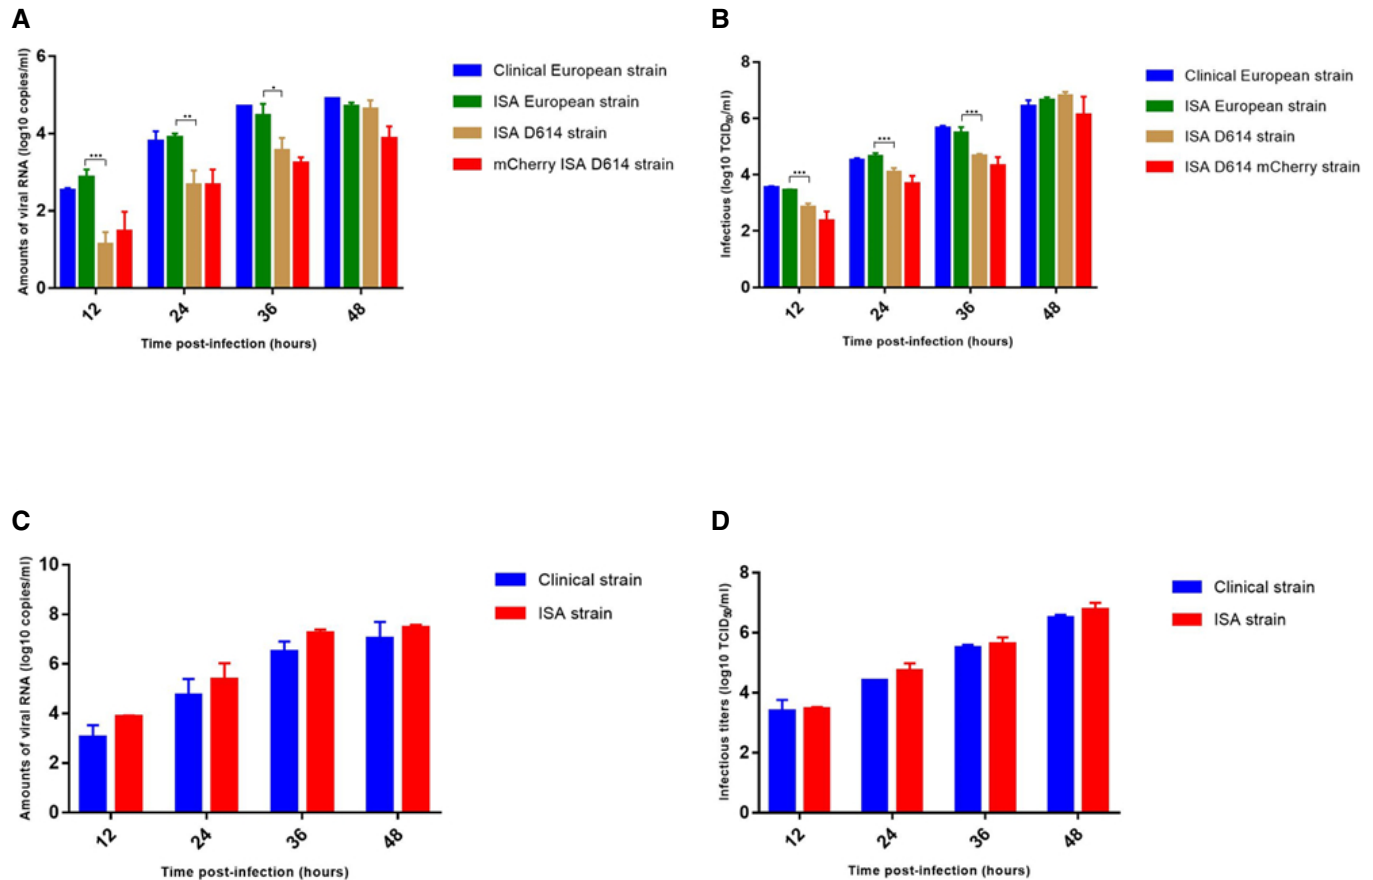 A
Amounts of viral RNA (log10 copies/ml)
6
4
2
0
***
**
*
12
24
36
48
Time post-infection (hours)
Clinical European strain
ISA European strain
ISA D614 strain
mCherry ISA D614 strain
B
Infectious (log10 TCID50/ml)
8
6
4
2
0
***
***
***
12
24
36
48
Time post-infection (hours)
Clinical European strain
ISA European strain
ISA D614 strain
ISA D614 mCherry strain
C
Amounts of viral RNA (log10 copies/ml)
10
8
6
4
2
0
12
24
36
48
Time post-infection (hours)
Clinical strain
ISA strain
D
Infectious titers (log10 TCID50/ml)
8
6
4
2
0
12
24
36
48
Time post-infection (hours)
Clinical strain
ISA strain